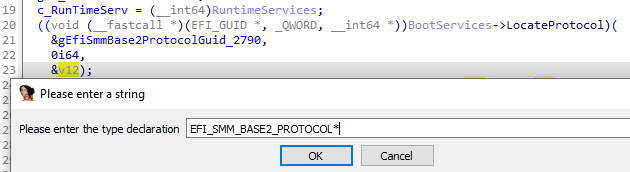 19 c_RunTimeServ = (__int64)RuntimeServices;
20 ((void (__fastcall *)(EFI_GUID *, _QWORD, __int64 *))BootServices->LocateProtocol)(
21 &gEfiSmmBase2ProtocolGuid_2790,
22 0i64,
23 &v12);
Please enter a string
Please enter the type declaration EFI_SMM_BASE2_PROTOCOL*
OK Cancel